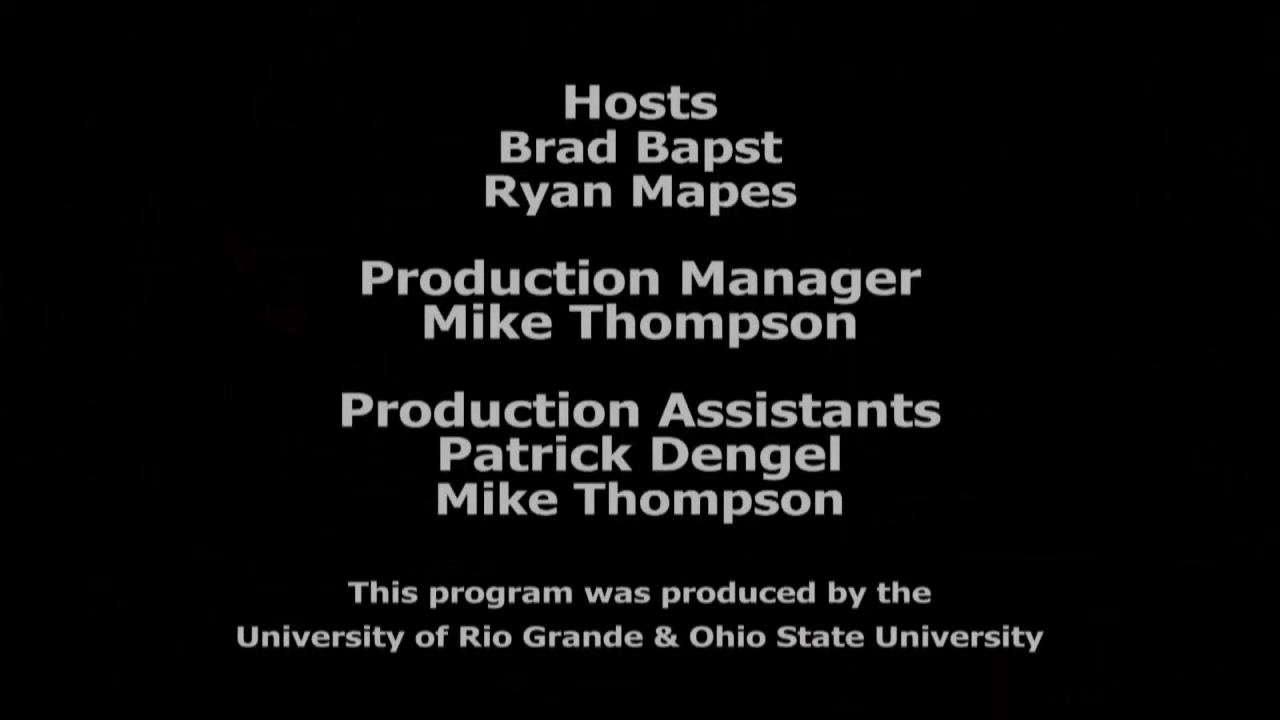 Hosts
Brad Bapst
Ryan Mapes
Production Manager
Mike Thompson
Production Assistants
Patrick Dengel
Mike Thompson
This program was produced by the
University of Rio Grande & Ohio State University